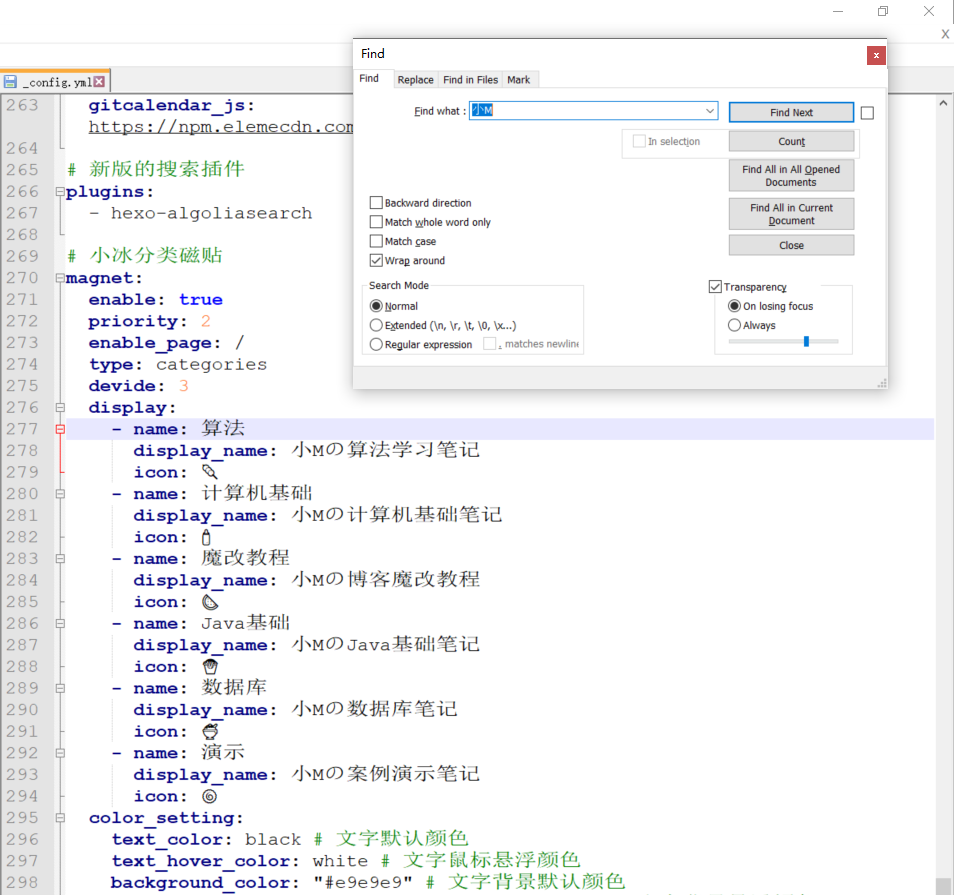 _config.yml
263 gitcalendar_js:
https://npm.elemecdn.com
264
265 # 新版的搜索插件
266 plugins:
267 - hexo-algoliasearch
268
269 # 小冰分类磁贴
270 magnet:
271 enable: true
272 priority: 2
273 enable_page: /
274 type: categories
275 devide: 3
276 display:
277 - name: 算法
278 display_name: 小Mの算法学习笔记
279 icon:
280 - name: 计算机基础
281 display_name: 小Mの计算机基础笔记
282 icon:
283 - name: 魔改教程
284 display_name: 小Mの博客魔改教程
285 icon:
286 - name: Java基础
287 display_name: 小MのJava基础笔记
288 icon:
289 - name: 数据库
290 display_name: 小Mの数据库笔记
291 icon:
292 - name: 演示
293 display_name: 小Mの案例演示笔记
294 icon:
295 color_setting:
296 text_color: black # 文字默认颜色
297 text_hover_color: white # 文字鼠标悬浮颜色
298 background_color: "#e9e9e9" # 文字背景默认颜色
Find
Find Replace Find in Files Mark
Find what : 小M
Find Next
In selection
Count
Find All in All Opened
Documents
Find All in Current
Document
Close
Backward direction
Match whole word only
Match case
Wrap around
Search Mode
Normal
Extended (\n, \r, \t, \0, \x...)
Regular expression
. matches newline
Transparency
On losing focus
Always